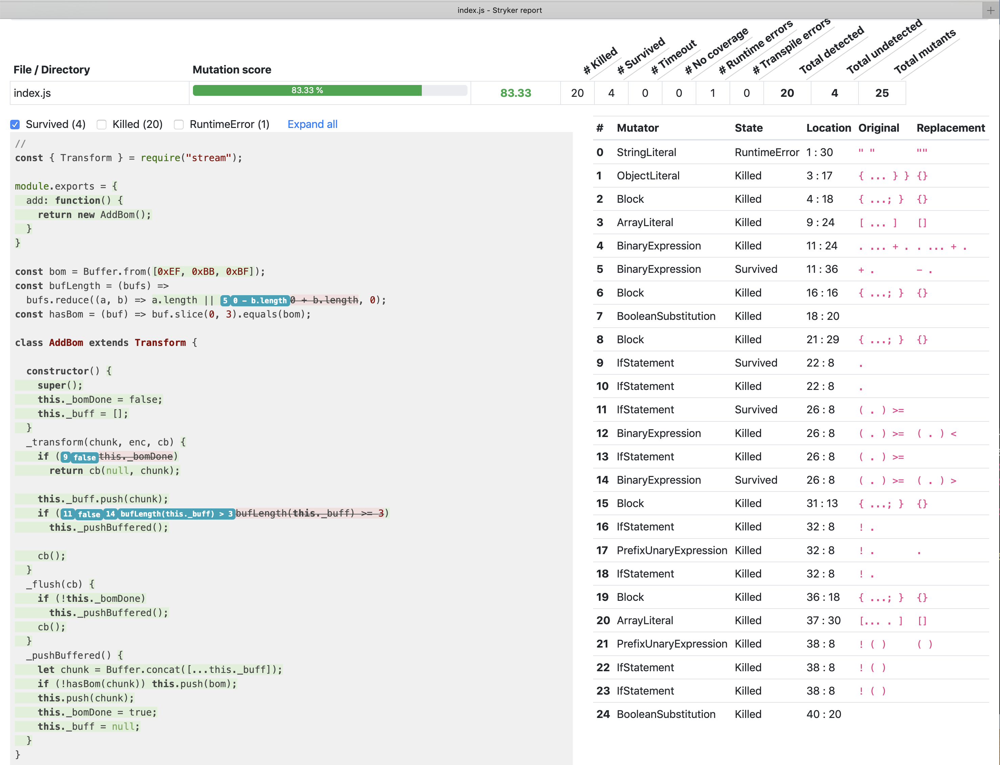 index.js - Stryker report
# Killed
# Survived
# Timeout
# No coverage
# Runtime errors
# Transpile errors
Total detected
Total undetected
Total mutants
File / Directory Mutation score
index.js 83.33 % 83.33 20 4 0 0 1 0 20 4 25
Survived (4) Killed (20) RuntimeError (1) Expand all
//
const { Transform } = require("stream");
module.exports = {
  add: function() {
    return new AddBom();
  }
}
const bom = Buffer.from([0xEF, 0xBB, 0xBF]);
const bufLength = (bufs) =>
  bufs.reduce((a, b) => a.length || 5 0 - b.length 0 + b.length, 0);
const hasBom = (buf) => buf.slice(0, 3).equals(bom);
class AddBom extends Transform {
  constructor() {
    super();
    this._bomDone = false;
    this._buff = [];
  }
  _transform(chunk, enc, cb) {
    if (9 false this._bomDone)
      return cb(null, chunk);
    this._buff.push(chunk);
    if (11 false 14 bufLength(this._buff) > 3 bufLength(this._buff) >= 3)
      this._pushBuffered();
    cb();
  }
  _flush(cb) {
    if (!this._bomDone)
      this._pushBuffered();
    cb();
  }
  _pushBuffered() {
    let chunk = Buffer.concat([...this._buff]);
    if (!hasBom(chunk)) this.push(bom);
    this.push(chunk);
    this._bomDone = true;
    this._buff = null;
  }
}
# Mutator State Location Original Replacement
0 StringLiteral RuntimeError 1 : 30 " " ""
1 ObjectLiteral Killed 3 : 17 { ... } } {}
2 Block Killed 4 : 18 { ...; } {}
3 ArrayLiteral Killed 9 : 24 [ ... ] []
4 BinaryExpression Killed 11 : 24 . ... + . . ... + .
5 BinaryExpression Survived 11 : 36 + . - .
6 Block Killed 16 : 16 { ...; } {}
7 BooleanSubstitution Killed 18 : 20
8 Block Killed 21 : 29 { ...; } {}
9 IfStatement Survived 22 : 8 .
10 IfStatement Killed 22 : 8 .
11 IfStatement Survived 26 : 8 ( . ) >=
12 BinaryExpression Killed 26 : 8 ( . ) >= ( . ) <
13 IfStatement Killed 26 : 8 ( . ) >=
14 BinaryExpression Survived 26 : 8 ( . ) >= ( . ) >
15 Block Killed 31 : 13 { ...; } {}
16 IfStatement Killed 32 : 8 ! .
17 PrefixUnaryExpression Killed 32 : 8 ! . .
18 IfStatement Killed 32 : 8 ! .
19 Block Killed 36 : 18 { ...; } {}
20 ArrayLiteral Killed 37 : 30 [... . ] []
21 PrefixUnaryExpression Killed 38 : 8 ! ( ) ( )
22 IfStatement Killed 38 : 8 ! ( )
23 IfStatement Killed 38 : 8 ! ( )
24 BooleanSubstitution Killed 40 : 20